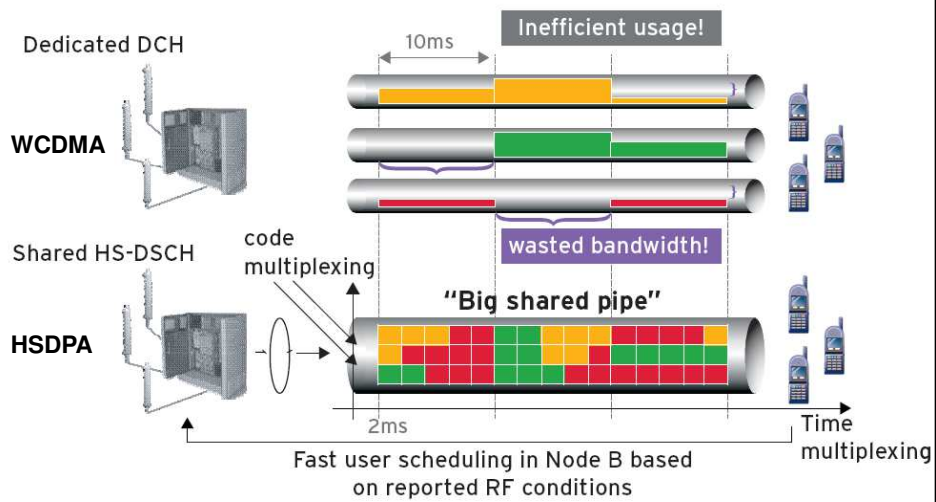 Inefficient usage!
Dedicated DCH
10ms
WCDMA
wasted bandwidth!
Shared HS-DSCH
code
multiplexing
“Big shared pipe”
HSDPA
2ms
Time
multiplexing
Fast user scheduling in Node B based
on reported RF conditions